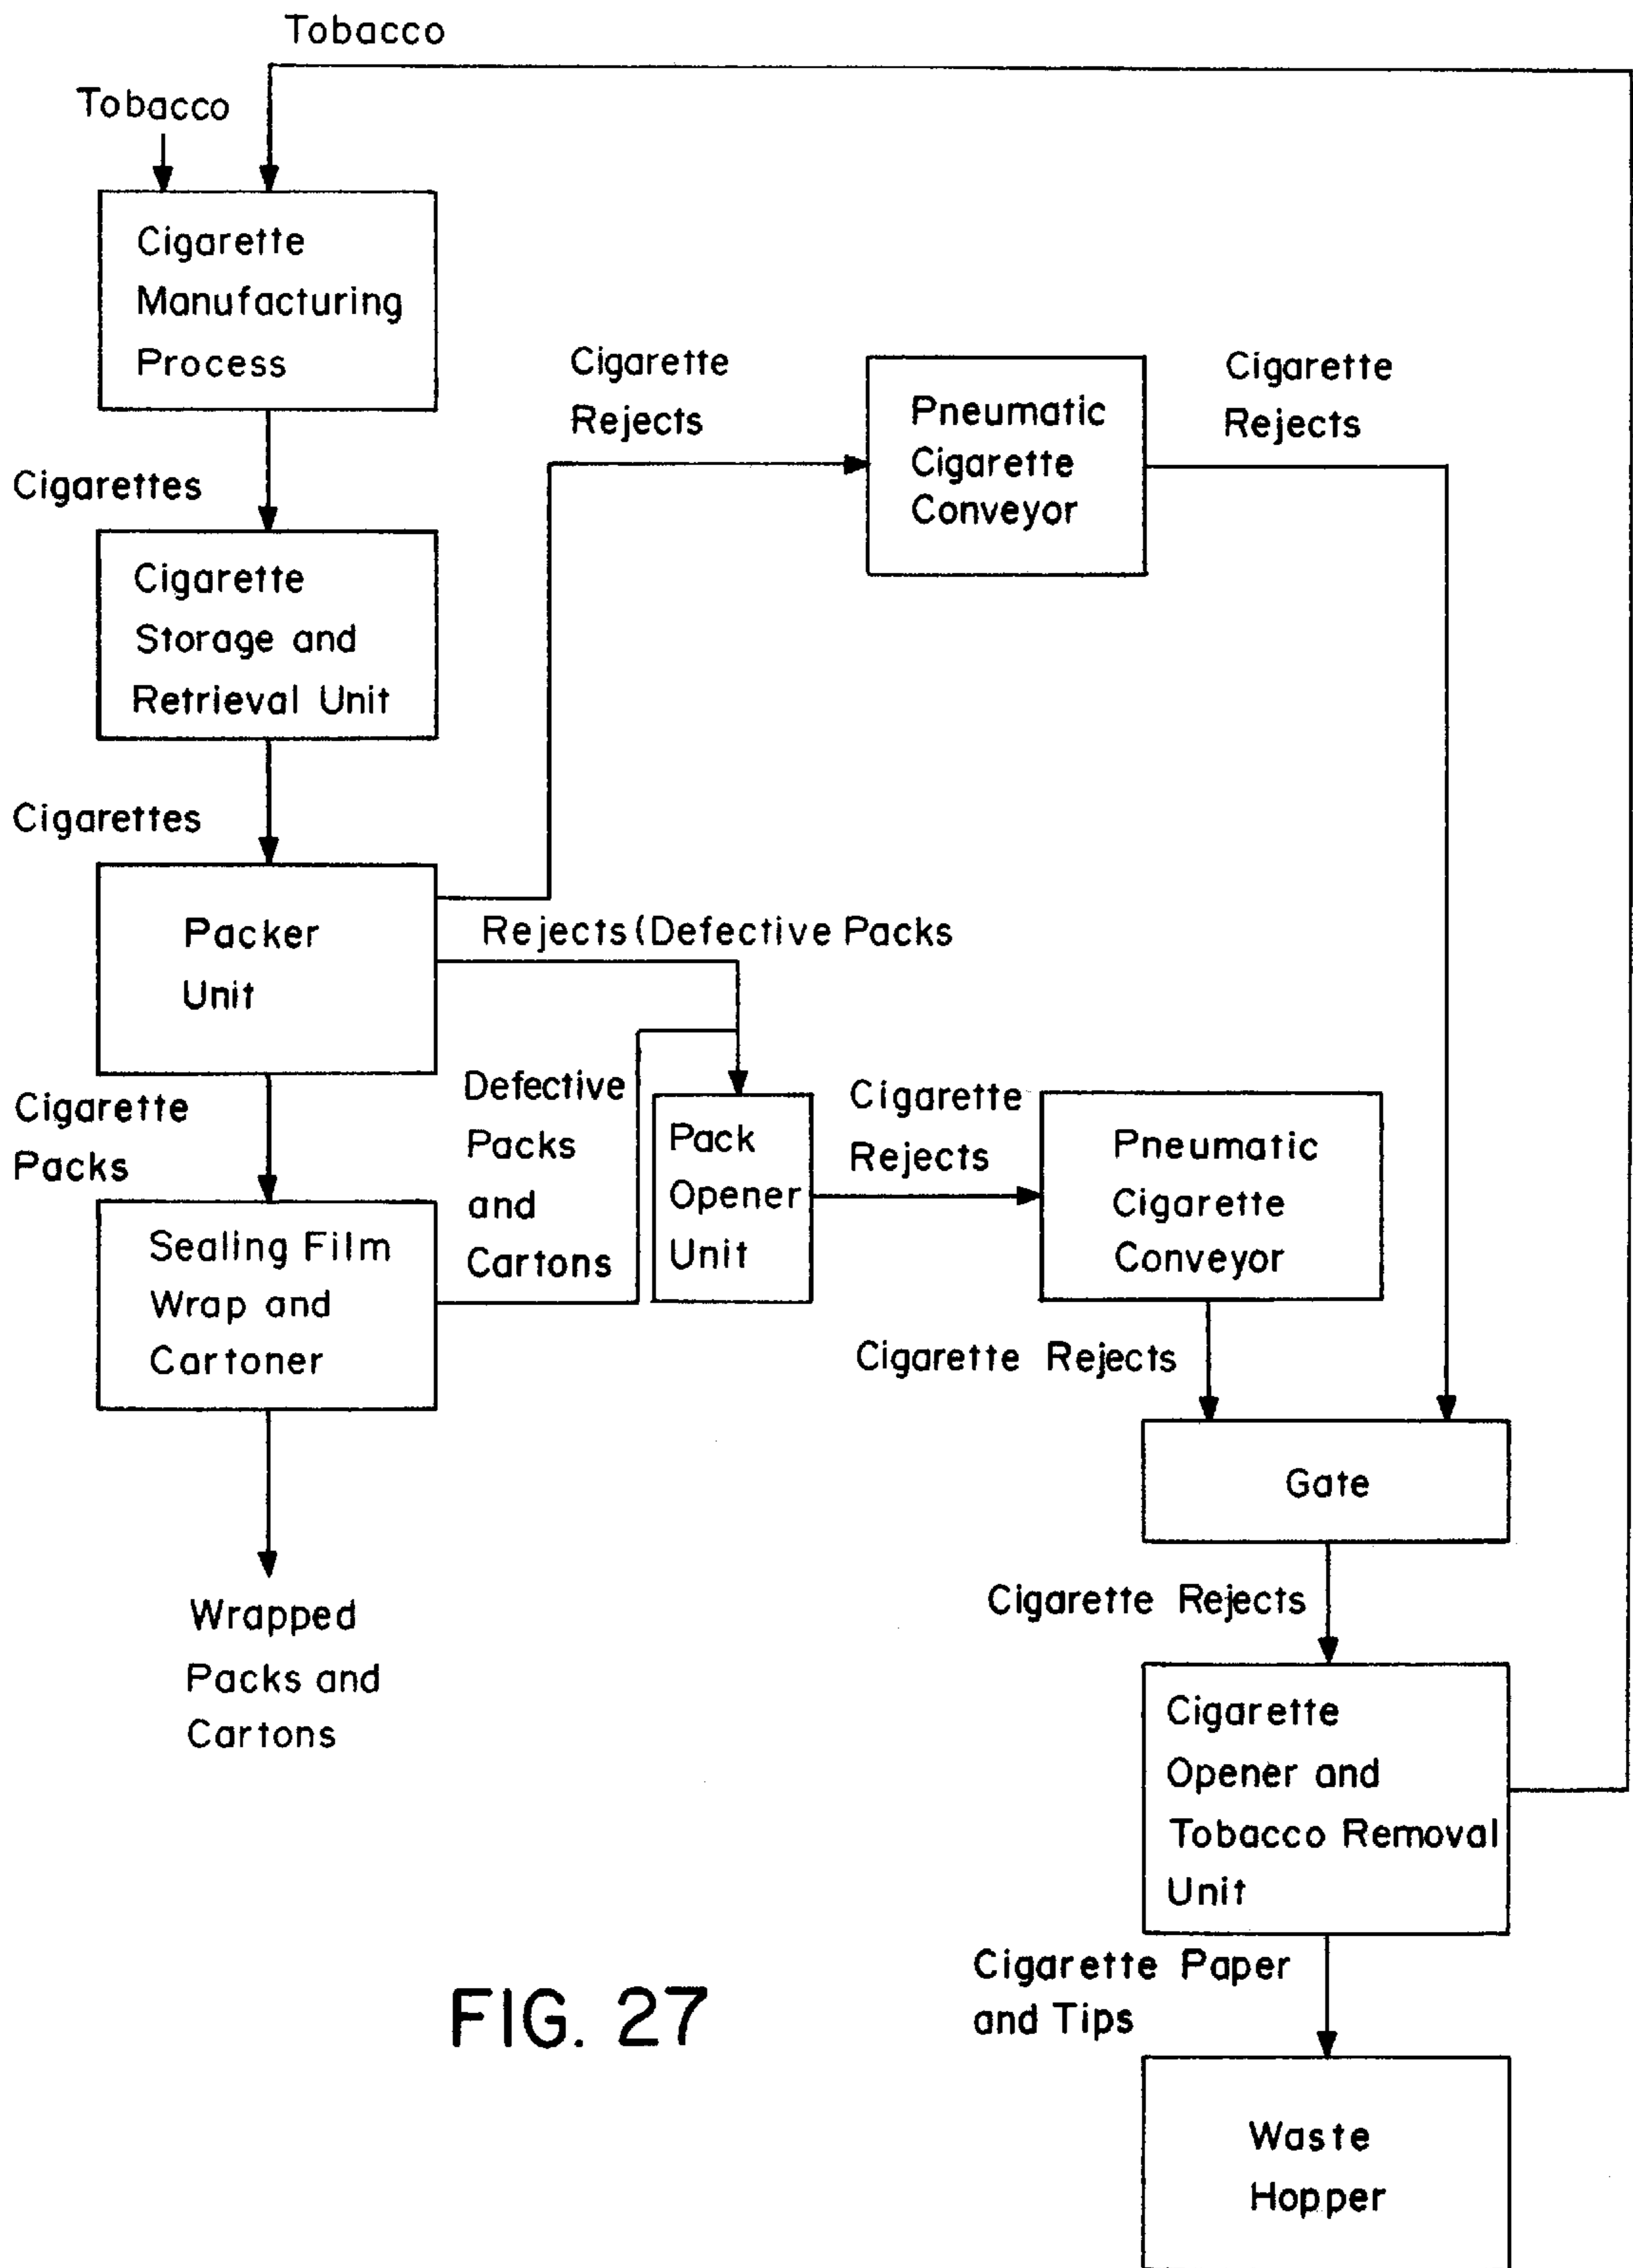 Tobacco
Tobacco
Cigarette
Manufacturing
Process
Cigarette
Rejects
Pneumatic
Cigarette
Conveyor
Cigarette
Rejects
Cigarettes
Cigarette
Storage and
Retrieval Unit
Cigarettes
Packer
Unit
Rejects (Defective Packs
Cigarette
Packs
Defective
Packs
and
Cartons
Pack
Opener
Unit
Cigarette
Rejects
Pneumatic
Cigarette
Conveyor
Sealing Film
Wrap and
Cartoner
Cigarette Rejects
Gate
Wrapped
Packs and
Cartons
Cigarette Rejects
Cigarette
Opener and
Tobacco Removal
Unit
Cigarette Paper
and Tips
FIG. 27
Waste
Hopper